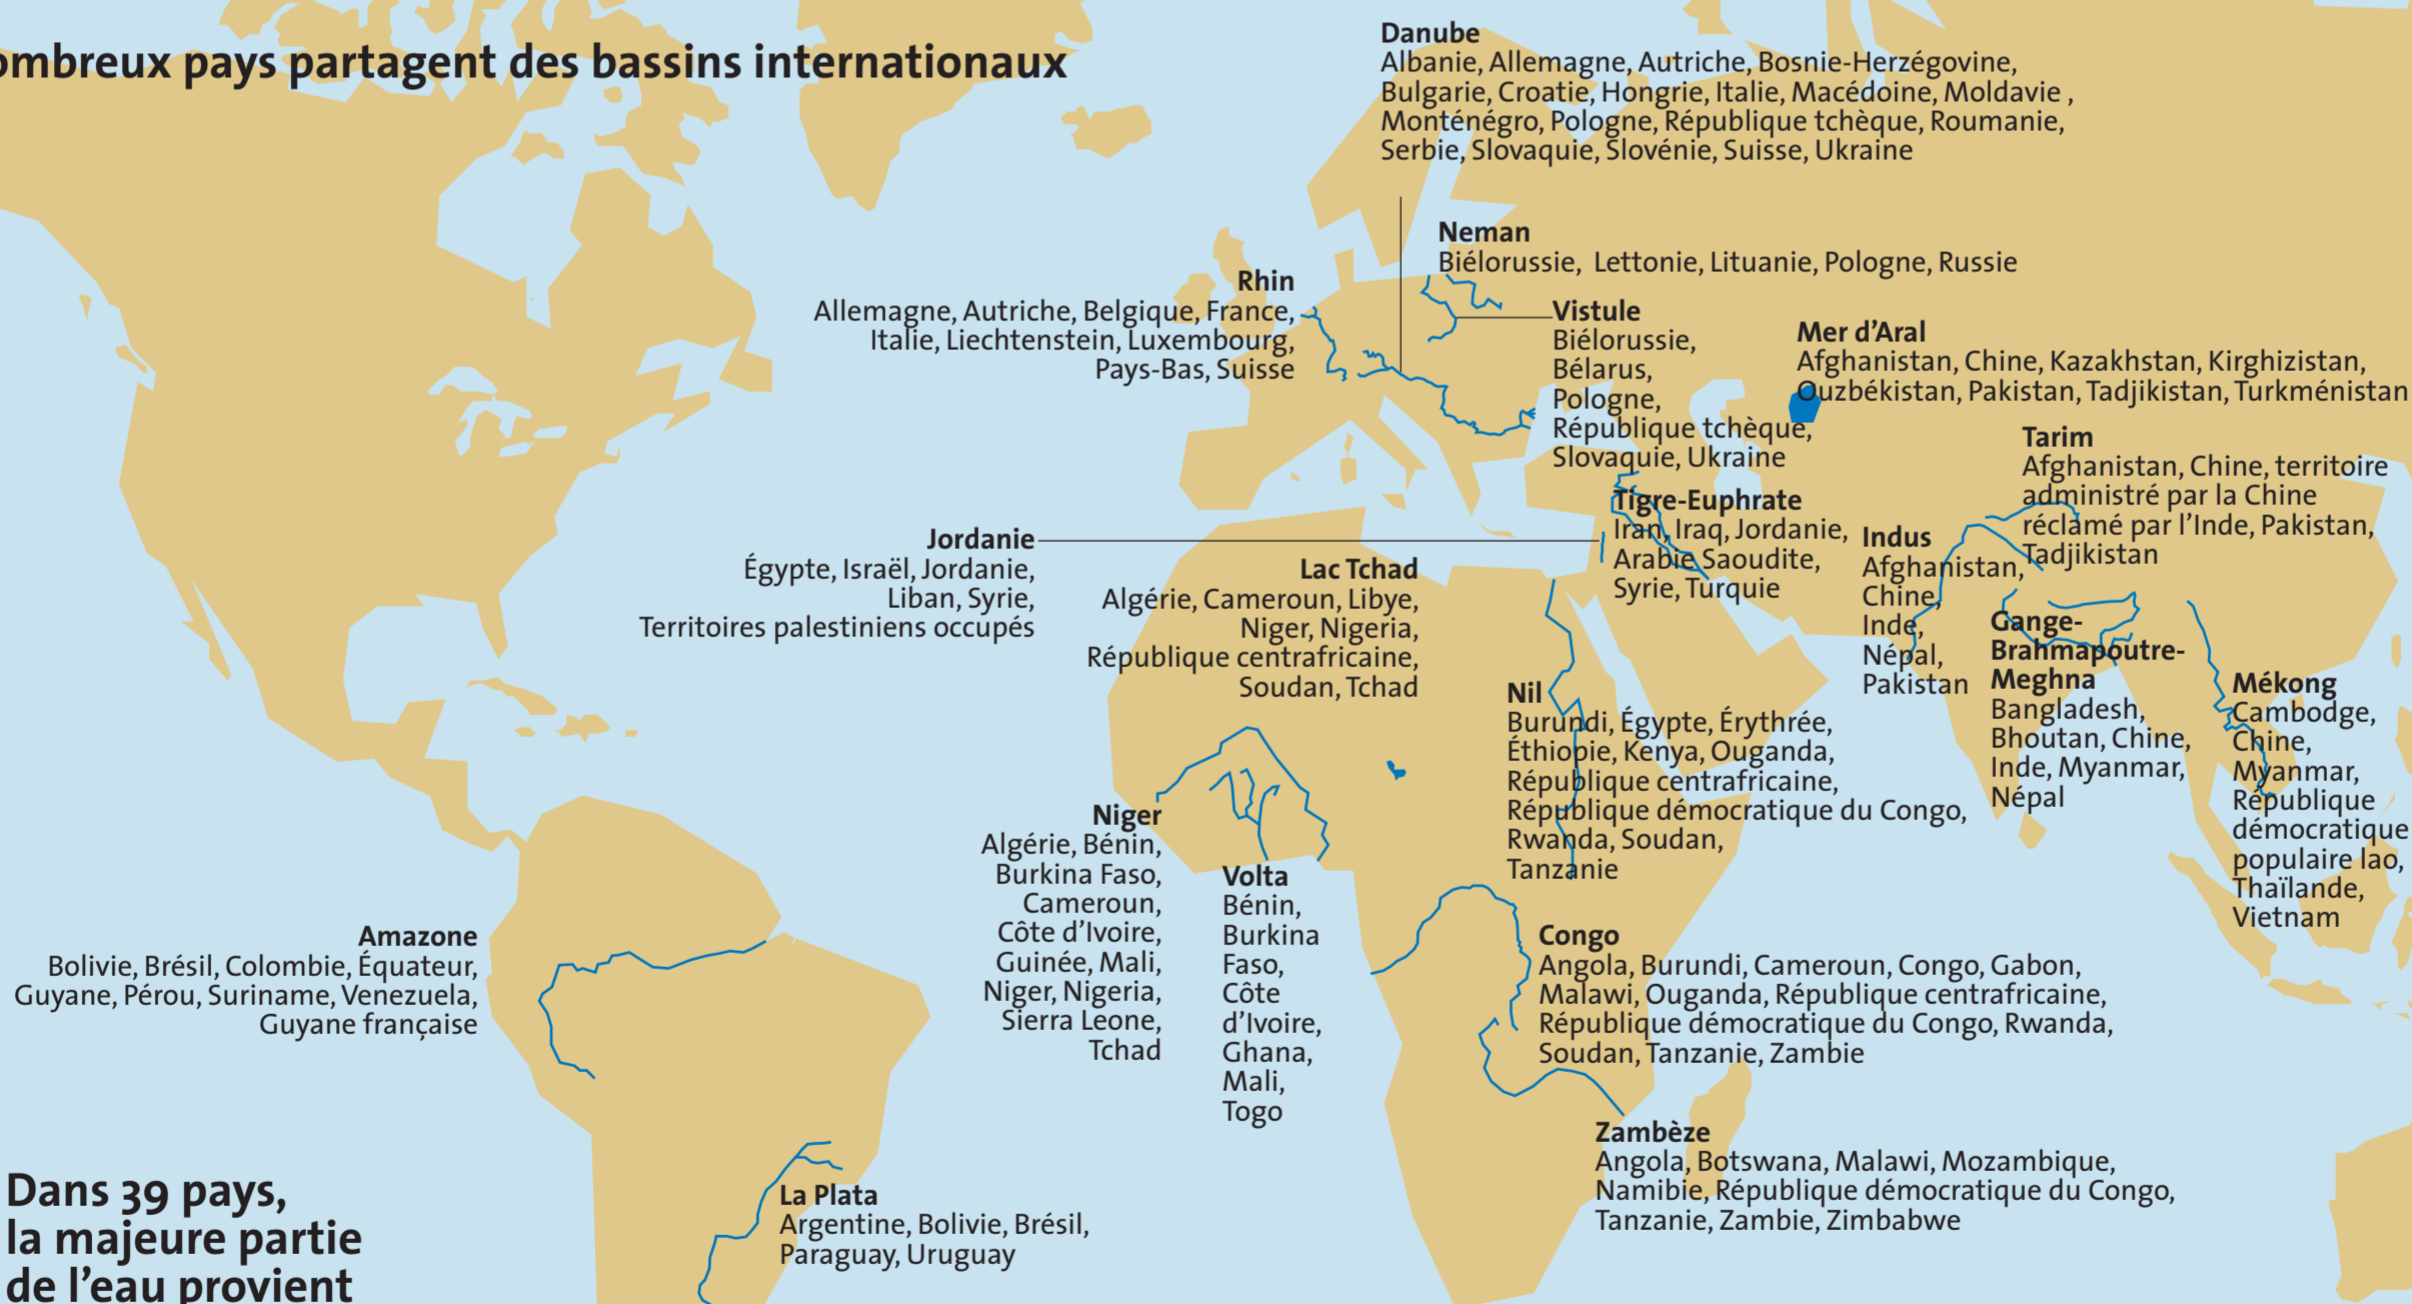 ombreux pays partagent des bassins internationaux
Danube
Albanie, Allemagne, Autriche, Bosnie-Herzégovine,
Bulgarie, Croatie, Hongrie, Italie, Macédoine, Moldavie ,
Monténégro, Pologne, République tchèque, Roumanie,
Serbie, Slovaquie, Slovénie, Suisse, Ukraine
Neman
Biélorussie, Lettonie, Lituanie, Pologne, Russie
Rhin
Allemagne, Autriche, Belgique, France,
Italie, Liechtenstein, Luxembourg,
Pays-Bas, Suisse
Vistule
Biélorussie,
Bélarus,
Pologne,
République tchèque,
Slovaquie, Ukraine
Mer d’Aral
Afghanistan, Chine, Kazakhstan, Kirghizistan,
Ouzbékistan, Pakistan, Tadjikistan, Turkménistan
Tarim
Afghanistan, Chine, territoire
administré par la Chine
réclamé par l’Inde, Pakistan,
Tadjikistan
Tigre-Euphrate
Iran, Iraq, Jordanie,
Arabie Saoudite,
Syrie, Turquie
Jordanie
Égypte, Israël, Jordanie,
Liban, Syrie,
Territoires palestiniens occupés
Lac Tchad
Algérie, Cameroun, Libye,
Niger, Nigeria,
République centrafricaine,
Soudan, Tchad
Indus
Afghanistan,
Chine,
Inde,
Népal,
Pakistan
Gange-
Brahmapoutre-
Meghna
Bangladesh,
Bhoutan, Chine,
Inde, Myanmar,
Népal
Mékong
Cambodge,
Chine,
Myanmar,
République
démocratique
populaire lao,
Thaïlande,
Vietnam
Nil
Burundi, Égypte, Érythrée,
Éthiopie, Kenya, Ouganda,
République centrafricaine,
République démocratique du Congo,
Rwanda, Soudan,
Tanzanie
Niger
Algérie, Bénin,
Burkina Faso,
Cameroun,
Côte d’Ivoire,
Guinée, Mali,
Niger, Nigeria,
Sierra Leone,
Tchad
Volta
Bénin,
Burkina
Faso,
Côte
d’Ivoire,
Ghana,
Mali,
Togo
Amazone
Bolivie, Brésil, Colombie, Équateur,
Guyane, Pérou, Suriname, Venezuela,
Guyane française
Congo
Angola, Burundi, Cameroun, Congo, Gabon,
Malawi, Ouganda, République centrafricaine,
République démocratique du Congo, Rwanda,
Soudan, Tanzanie, Zambie
Zambèze
Angola, Botswana, Malawi, Mozambique,
Namibie, République démocratique du Congo,
Tanzanie, Zambie, Zimbabwe
La Plata
Argentine, Bolivie, Brésil,
Paraguay, Uruguay
Dans 39 pays,
la majeure partie
de l’eau provient